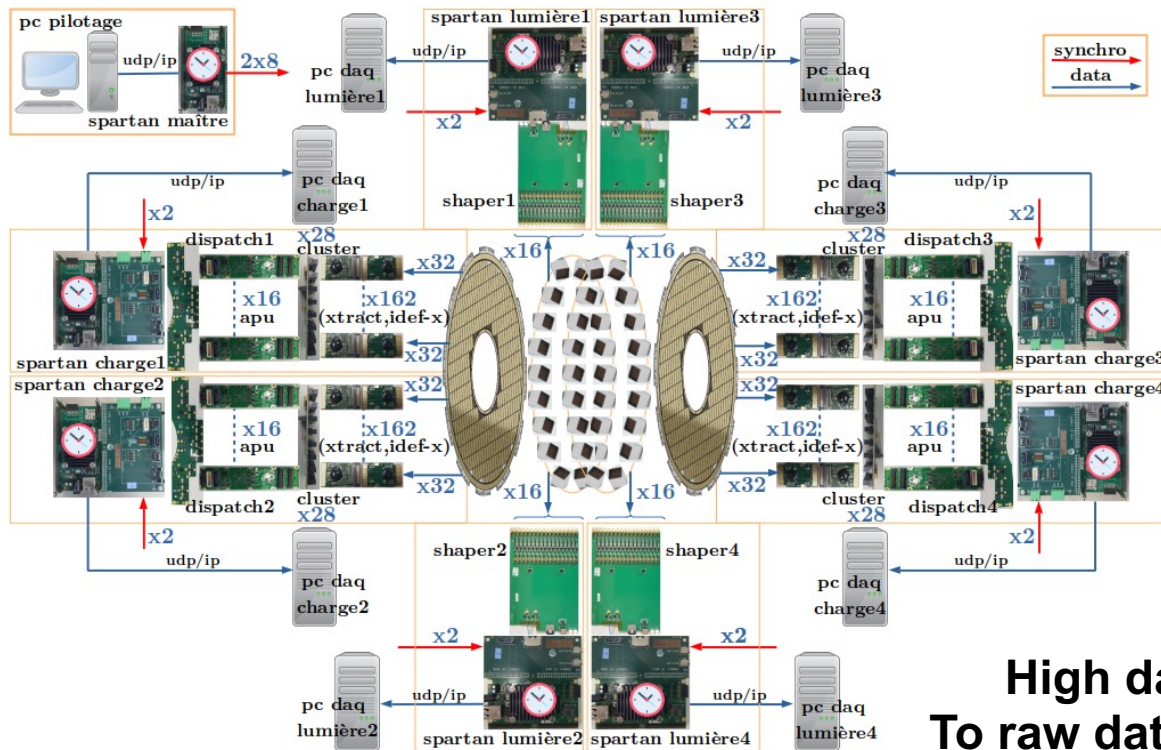 pc pilotage
udp/ip
2x8
spartan maître
spartan lumière1
spartan lumière3
synchro
data
udp/ip
udp/ip
pc daq
lumière1
pc daq
lumière3
x2
x2
pc daq
charge1
pc daq
charge3
udp/ip
udp/ip
shaper1
shaper3
x2
x2
x28
x28
dispatch1
cluster
cluster
dispatch3
x16
x16
x32
x32
x16
apu
x162
(xtract,idef-x)
x162
(xtract,idef-x)
x16
apu
x32
x32
spartan charge1
spartan charge3
spartan charge2
spartan charge4
x32
x32
x16
apu
x162
(xtract,idef-x)
x162
(xtract,idef-x)
x16
apu
x32
x32
x16
x16
dispatch2
cluster
cluster
dispatch4
x28
x28
x2
x2
udp/ip
udp/ip
shaper2
shaper4
pc daq
charge2
pc daq
charge4
x2
x2
pc daq
lumière2
udp/ip
udp/ip
pc daq
lumière4
spartan lumière2
spartan lumière4
High da
To raw dat